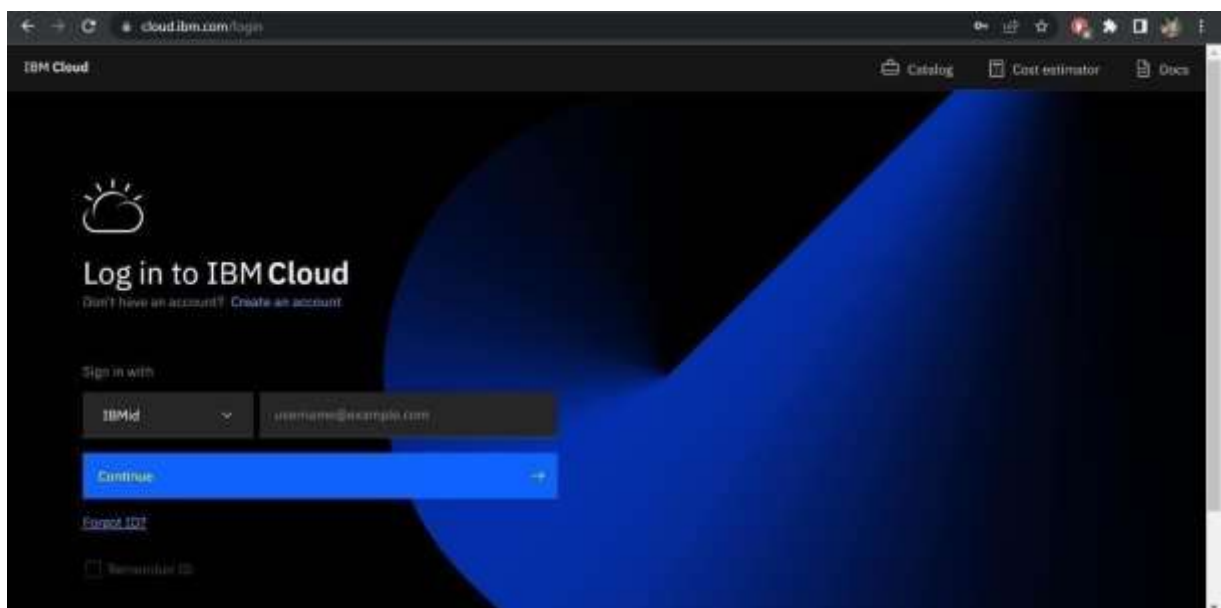 cloud.ibm.com/login
IBM Cloud
Catalog
Cost estimator
Docs
Log in to IBM Cloud
Don't have an account? Create an account
Sign in with
IBMid
username@example.com
Continue
Forgot ID?
Remember ID